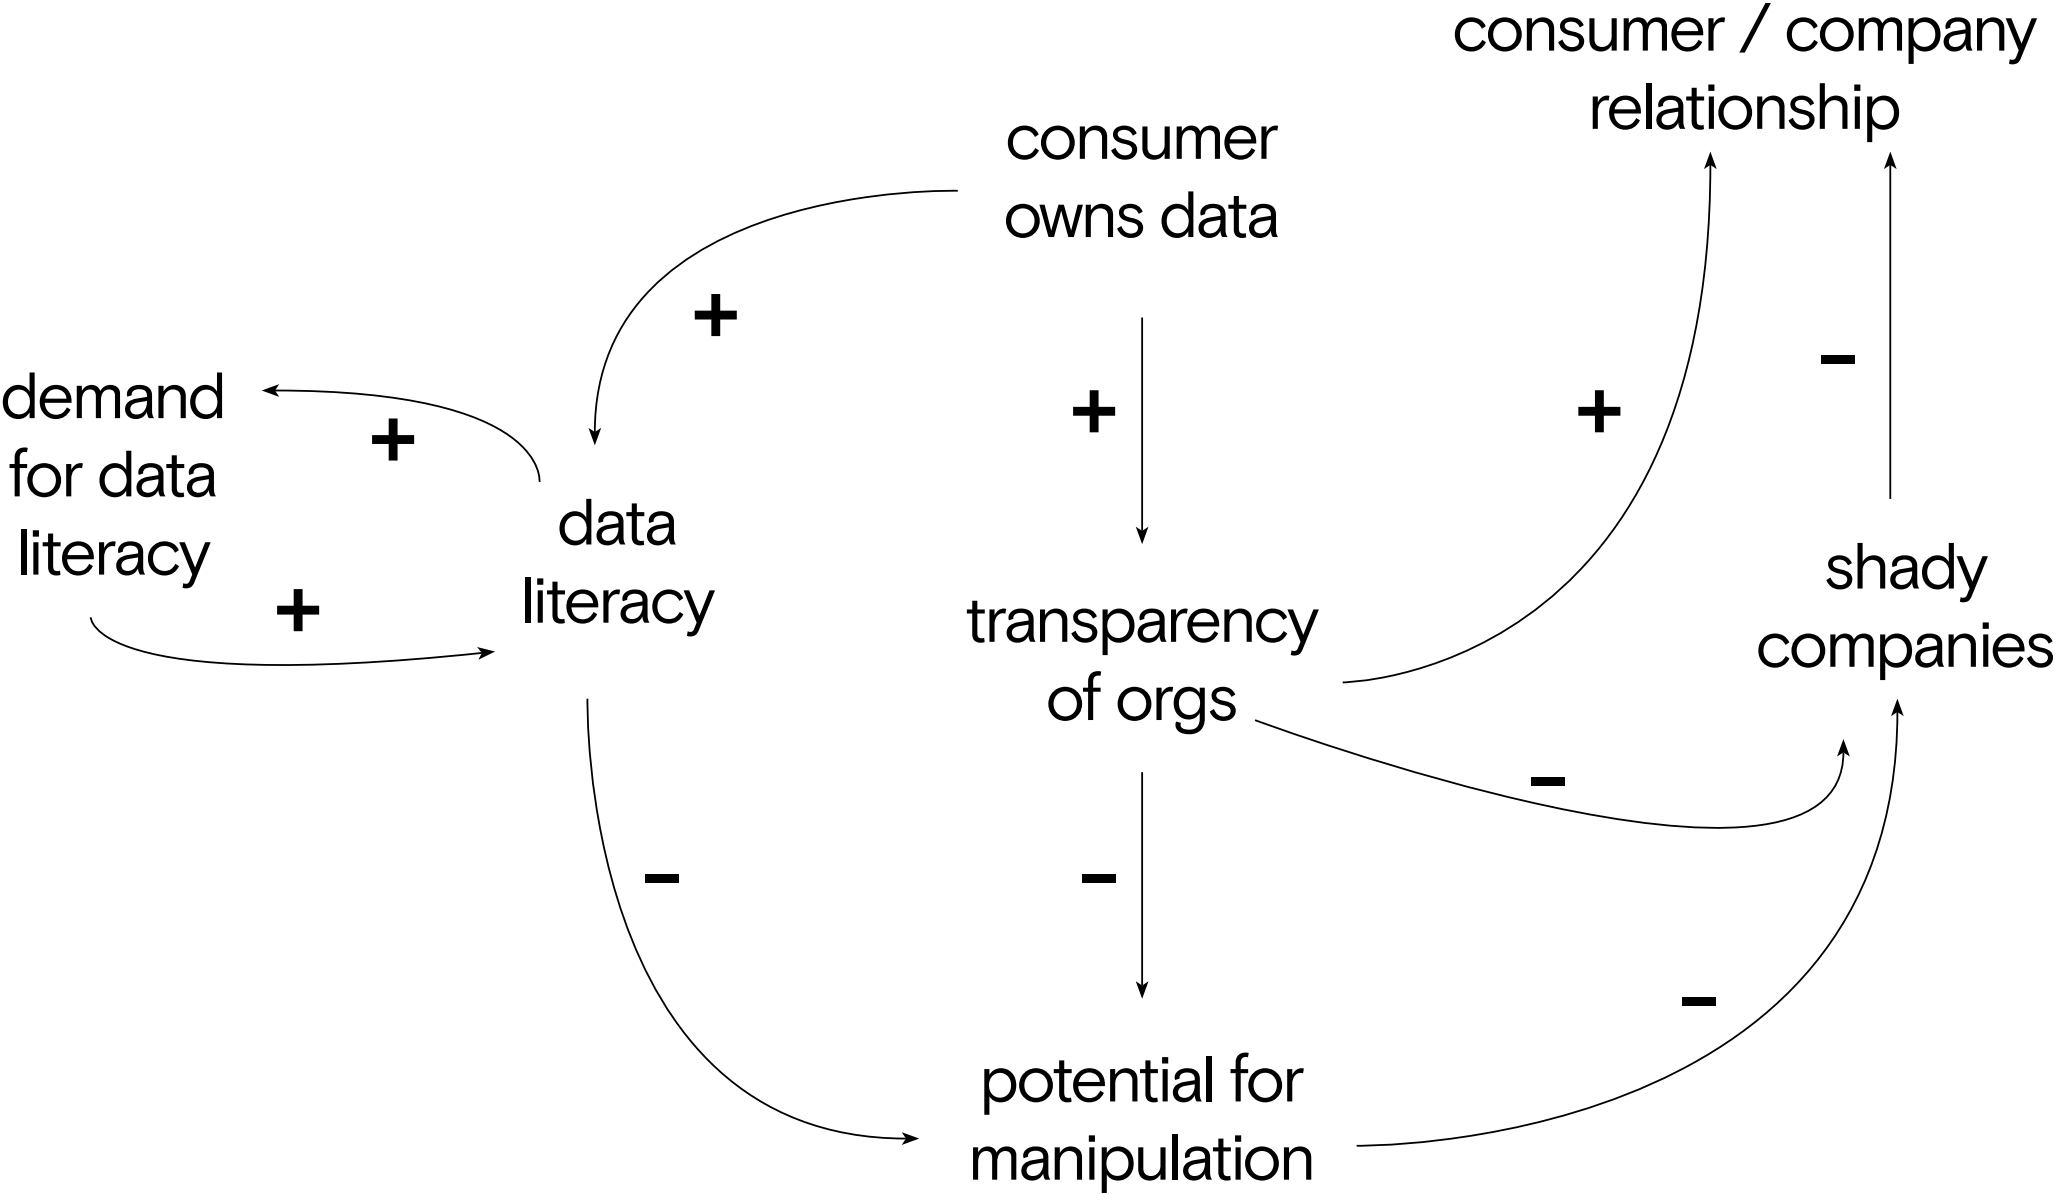 consumer / company
relationship
consumer
owns data
+
+
+
–
demand
for data
literacy
+
+
data
literacy
transparency
of orgs
shady
companies
–
–
–
–
potential for
manipulation